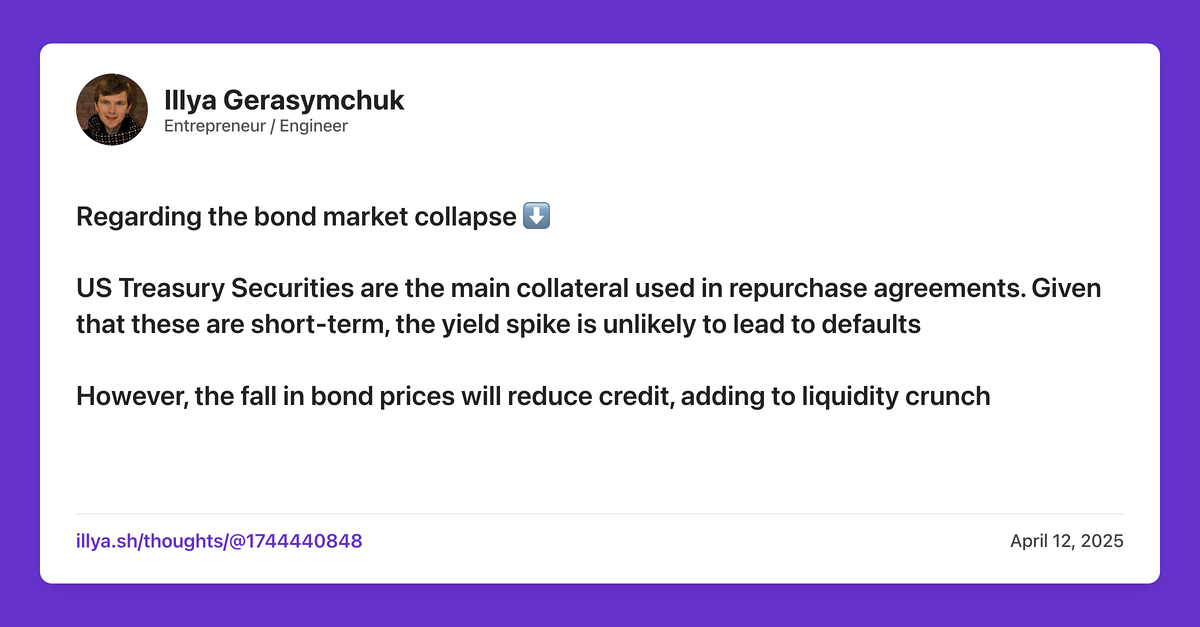 Illya Gerasymchuk
Entrepreneur / Engineer
Regarding the bond market collapse ⬇️
US Treasury Securities are the main collateral used in repurchase agreements. Given
that these are short-term, the yield spike is unlikely to lead to defaults
However, the fall in bond prices will reduce credit, adding to liquidity crunch
illya.sh/thoughts/@1744440848
April 12, 2025